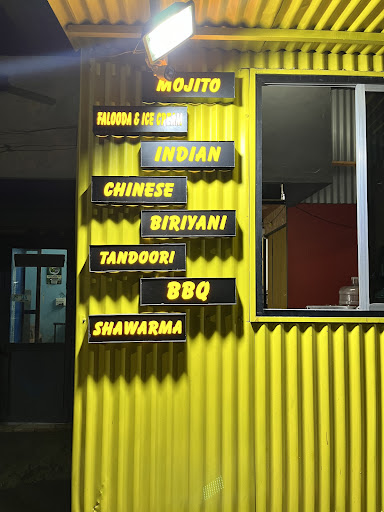 MOJITO
FALOODA & ICE CREAM
INDIAN
CHINESE
BIRIYANI
TANDOORI
BBQ
SHAWARMA